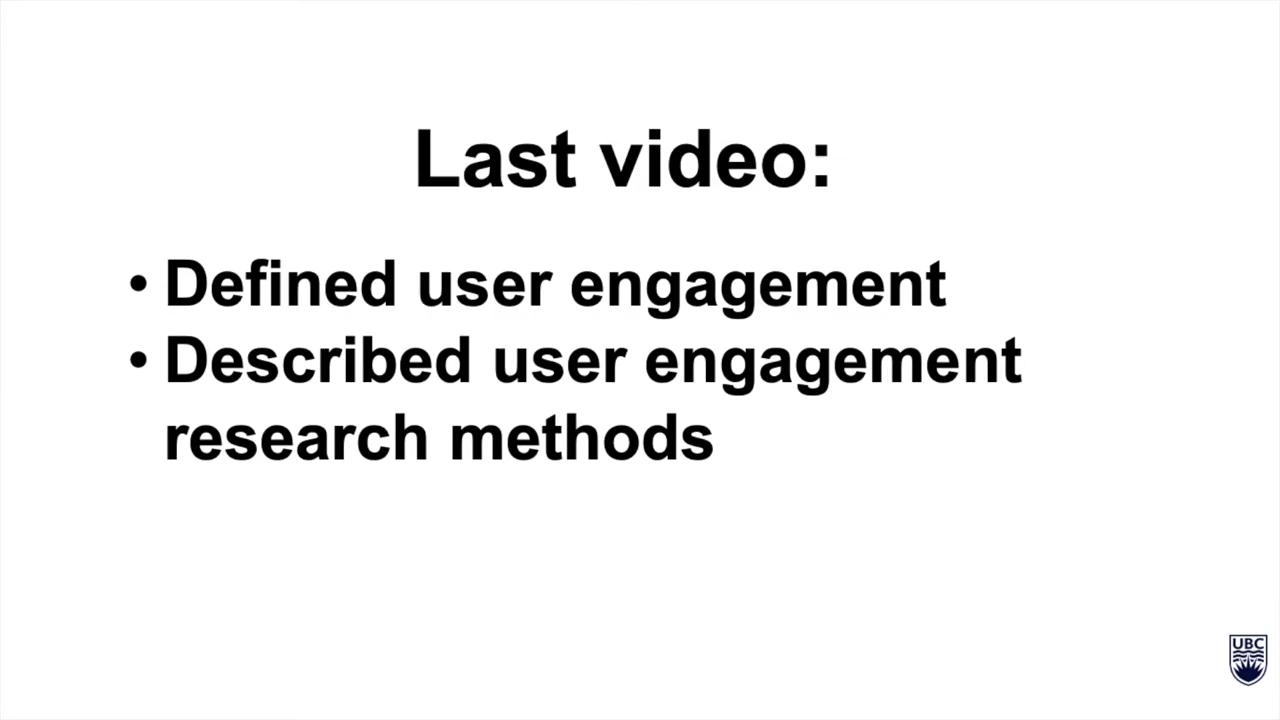 Last video:
• Defined user engagement
• Described user engagement
research methods
UBC